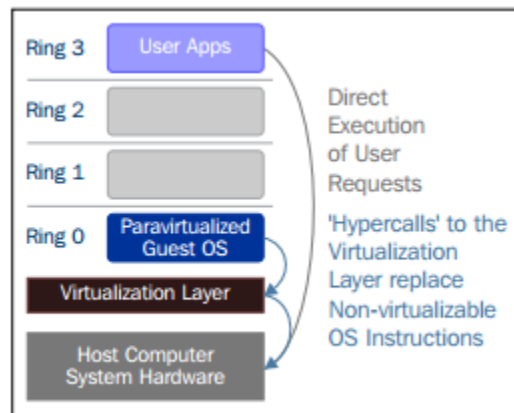 Ring 3
User Apps
Ring 2
Ring 1
Ring 0
Paravirtualized
Guest OS
Virtualization Layer
Host Computer
System Hardware
Direct
Execution
of User
Requests
'Hypercalls' to the
Virtualization
Layer replace
Non-virtualizable
OS Instructions